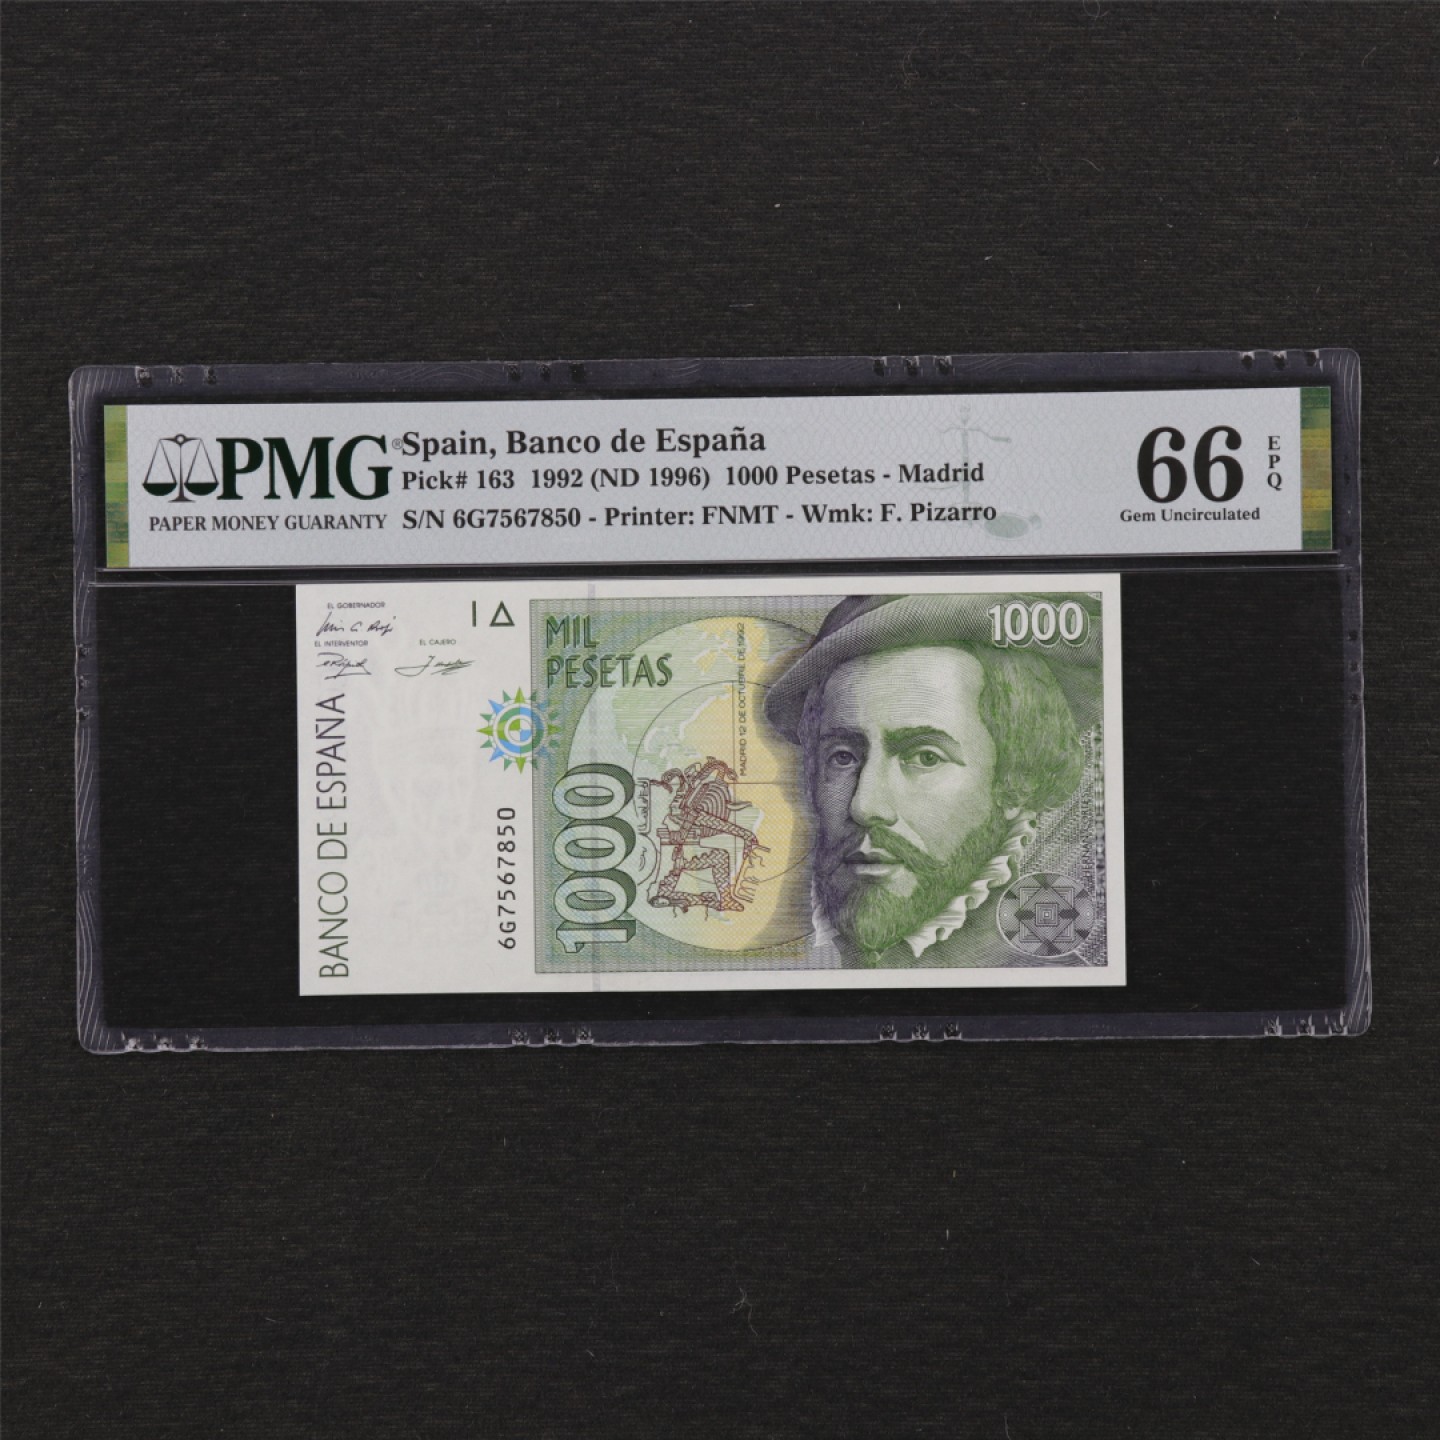 PMG®
PAPER MONEY GUARANTY
Spain, Banco de España
Pick# 163 1992 (ND 1996) 1000 Pesetas - Madrid
S/N 6G7567850 - Printer: FNMT - Wmk: F. Pizarro
66
EPQ
Gem Uncirculated
EL GOBERNADOR
EL INTERVENTOR
EL CAJERO
BANCO DE ESPAÑA
6G7567850
MIL
PESETAS
1000
MADRID 12 DE OCTUBRE DE 1992
1000